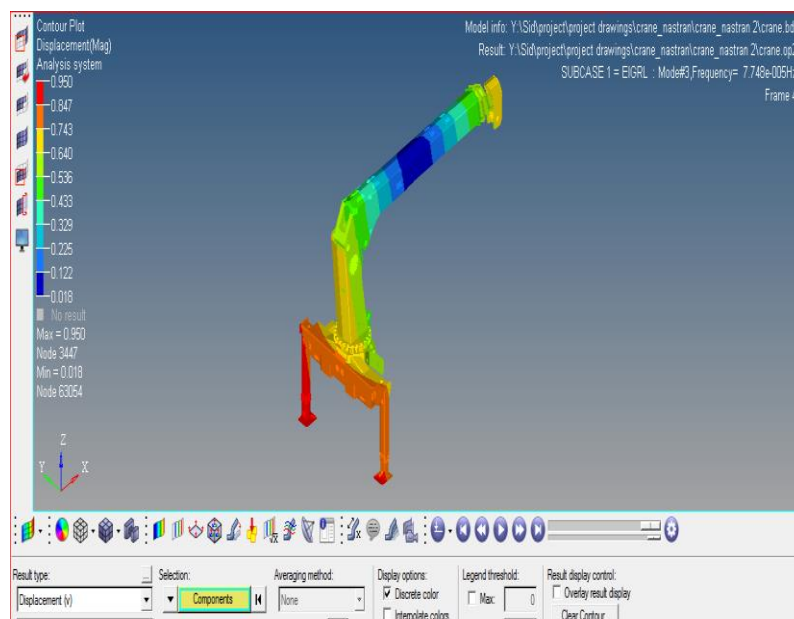 Contour Plot
Displacement(Mag)
Analysis system
0.950
0.847
0.743
0.640
0.536
0.433
0.329
0.225
0.122
0.018
No result
Max = 0.950
Node 3447
Min = 0.018
Node 63054
Model info: Y:\Sid\project\project drawings\crane_nastran\crane_nastran 2\crane.bd
Result: Y:\Sid\project\project drawings\crane_nastran\crane_nastran 2\crane.op2
SUBCASE 1 = EIGRL : Mode#3,Frequency= 7.748e-005Hz
Frame 4
Z
Y X
Result type:
Displacement (v)
Selection:
Components
Averaging method:
None
Display options:
Discrete color
Interpolate colors
Legend threshold:
Max: 0
Result display control:
Overlay result display
Clear Contour